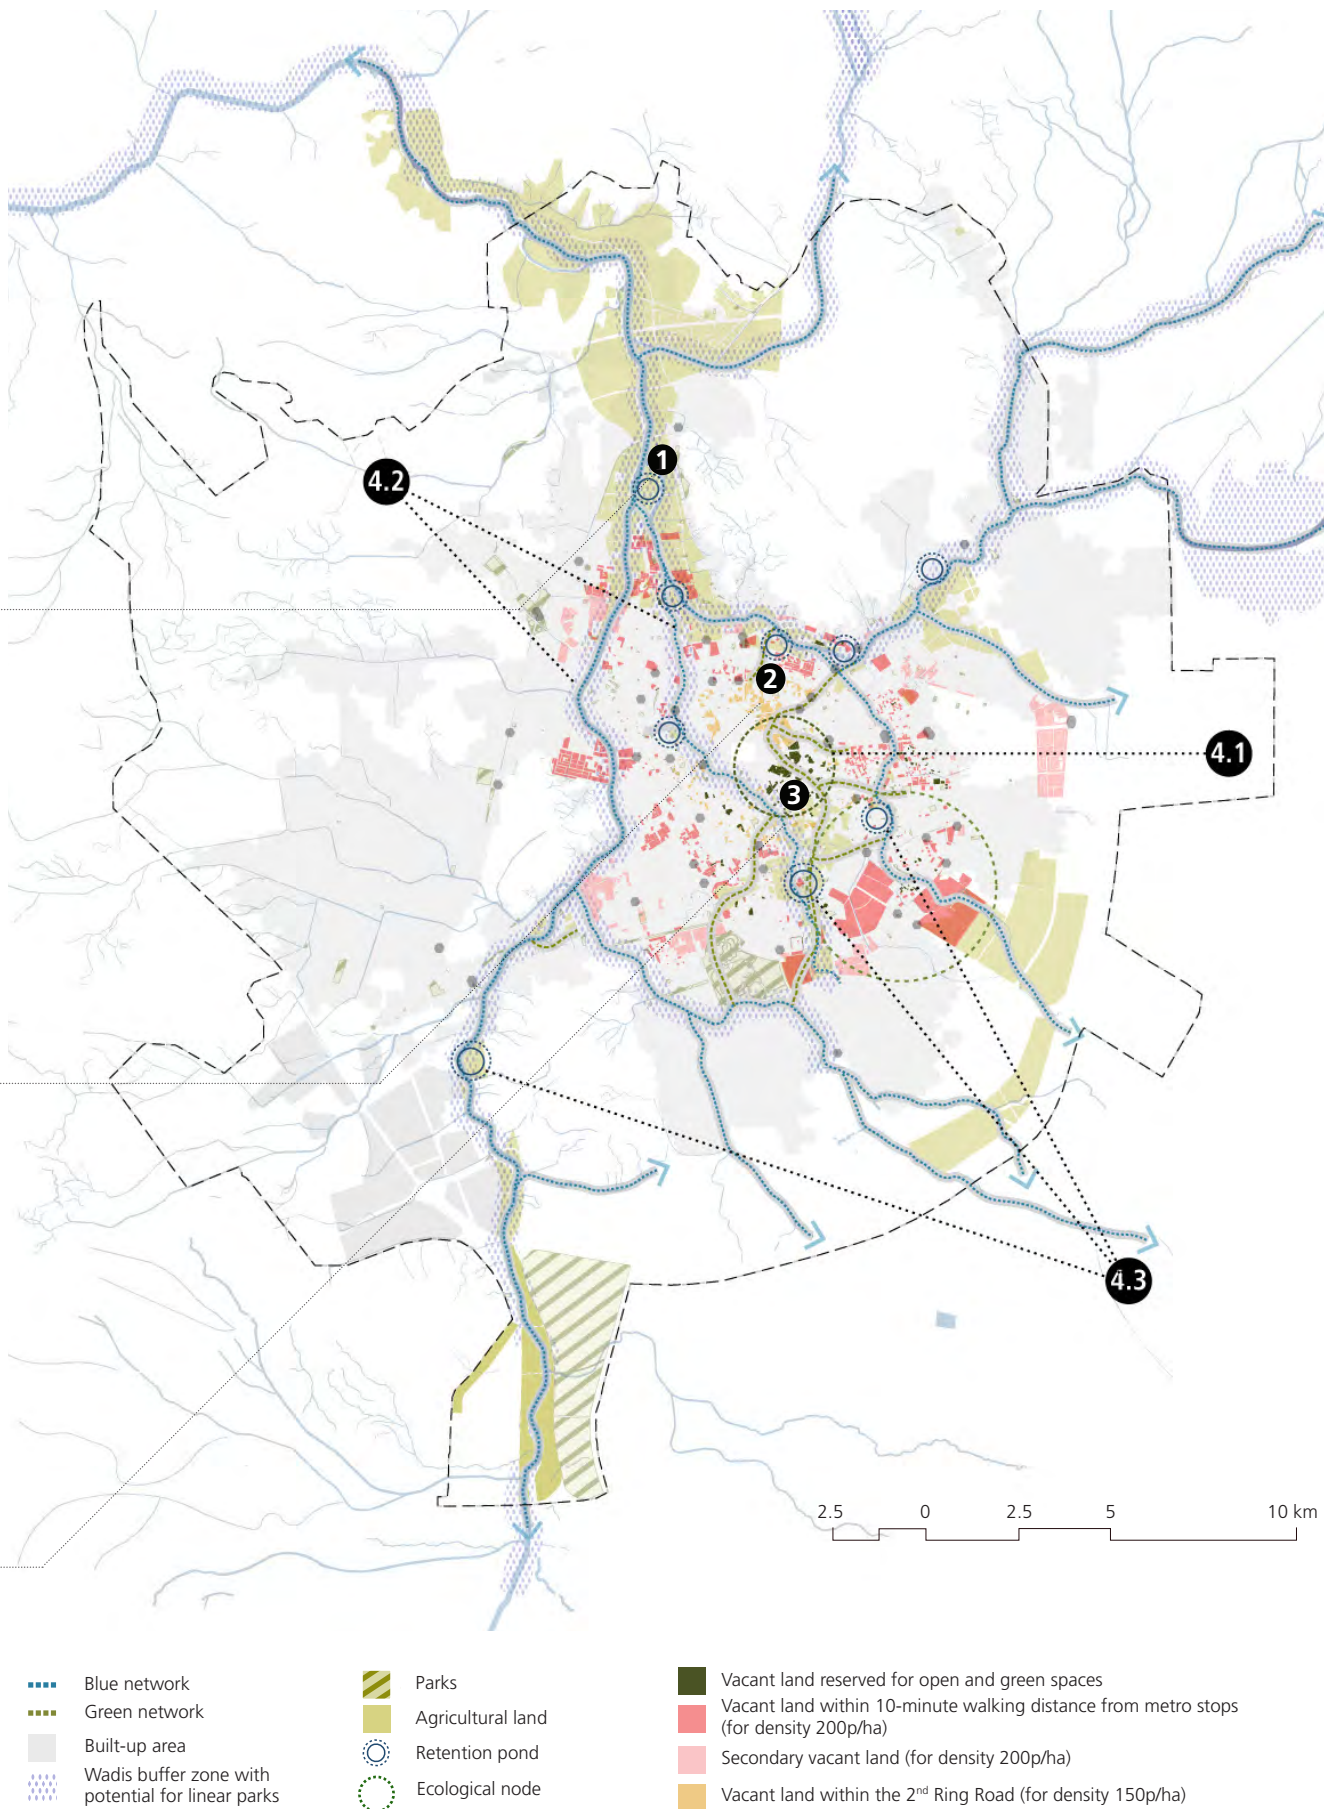 1
4.2
2
4.1
3
4.3
2.5 0 2.5 5 10 km
Blue network
Green network
Built-up area
Wadis buffer zone with
potential for linear parks
Parks
Agricultural land
Retention pond
Ecological node
Vacant land reserved for open and green spaces
Vacant land within 10-minute walking distance from metro stops
(for density 200p/ha)
Secondary vacant land (for density 200p/ha)
Vacant land within the 2nd Ring Road (for density 150p/ha)